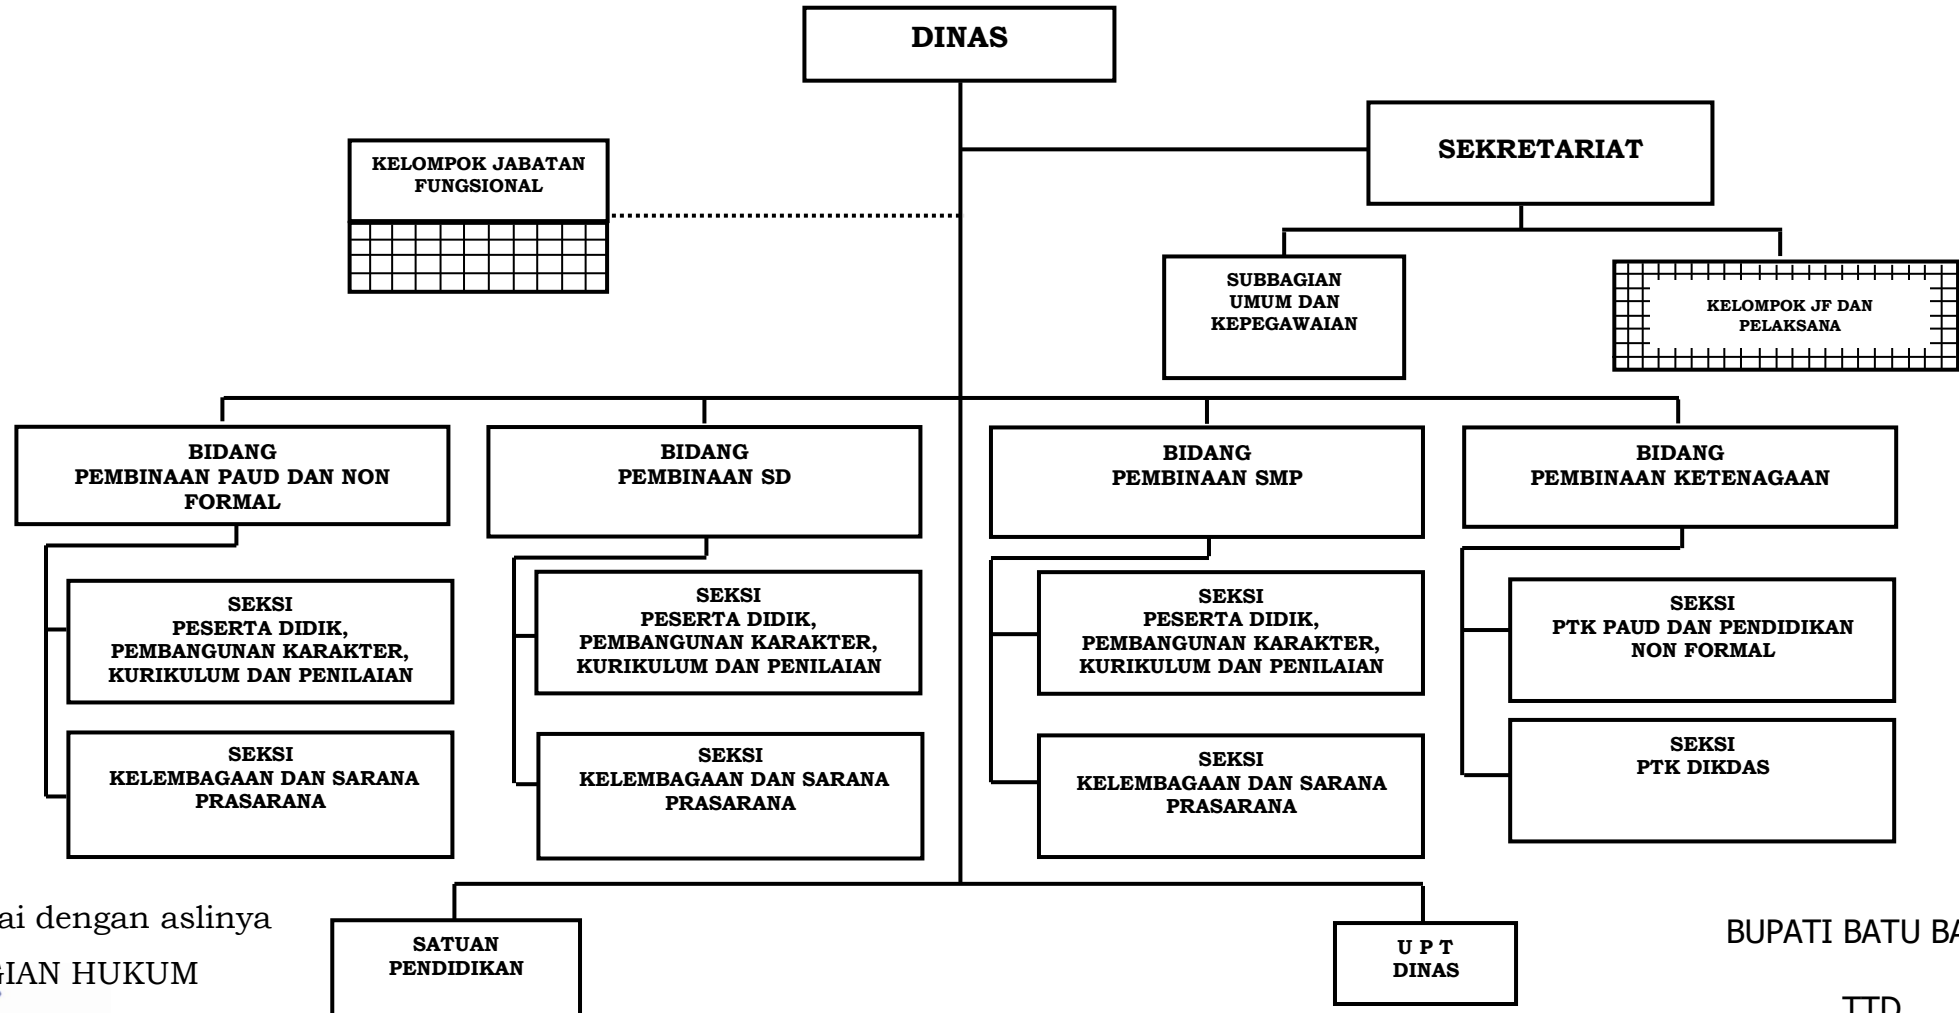 DINAS
SEKRETARIAT
KELOMPOK JABATAN
FUNGSIONAL
SUBBAGIAN
UMUM DAN
KEPEGAWAIAN
KELOMPOK JF DAN
PELAKSANA
BIDANG
PEMBINAAN PAUD DAN NON
FORMAL
BIDANG
PEMBINAAN SD
BIDANG
PEMBINAAN SMP
BIDANG
PEMBINAAN KETENAGAAN
SEKSI
PESERTA DIDIK,
PEMBANGUNAN KARAKTER,
KURIKULUM DAN PENILAIAN
SEKSI
PESERTA DIDIK,
PEMBANGUNAN KARAKTER,
KURIKULUM DAN PENILAIAN
SEKSI
PESERTA DIDIK,
PEMBANGUNAN KARAKTER,
KURIKULUM DAN PENILAIAN
SEKSI
PTK PAUD DAN PENDIDIKAN
NON FORMAL
SEKSI
KELEMBAGAAN DAN SARANA
PRASARANA
SEKSI
KELEMBAGAAN DAN SARANA
PRASARANA
SEKSI
KELEMBAGAAN DAN SARANA
PRASARANA
SEKSI
PTK DIKDAS
ai dengan aslinya
GIAN HUKUM
SATUAN
PENDIDIKAN
U P T
DINAS
BUPATI BATU BA
TTD